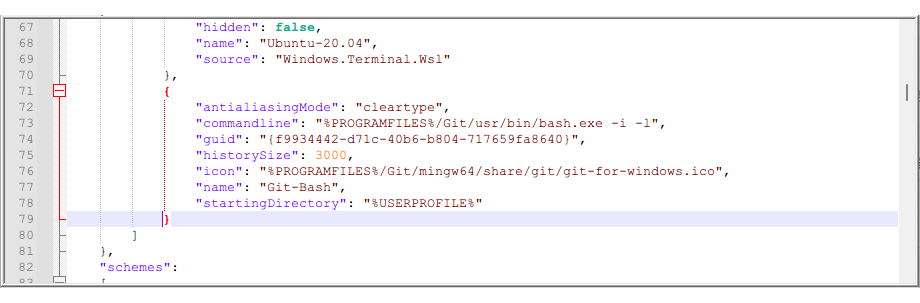 67 "hidden": false,
68 "name": "Ubuntu-20.04",
69 "source": "Windows.Terminal.Wsl"
70 },
71 {
72 "antialiasingMode": "cleartype",
73 "commandline": "%PROGRAMFILES%/Git/usr/bin/bash.exe -i -l",
74 "guid": "{f9934442-d71c-40b6-b804-717659fa8640}",
75 "historySize": 3000,
76 "icon": "%PROGRAMFILES%/Git/mingw64/share/git/git-for-windows.ico",
77 "name": "Git-Bash",
78 "startingDirectory": "%USERPROFILE%"
79 }
80 ]
81 },
82 "schemes":
83 [